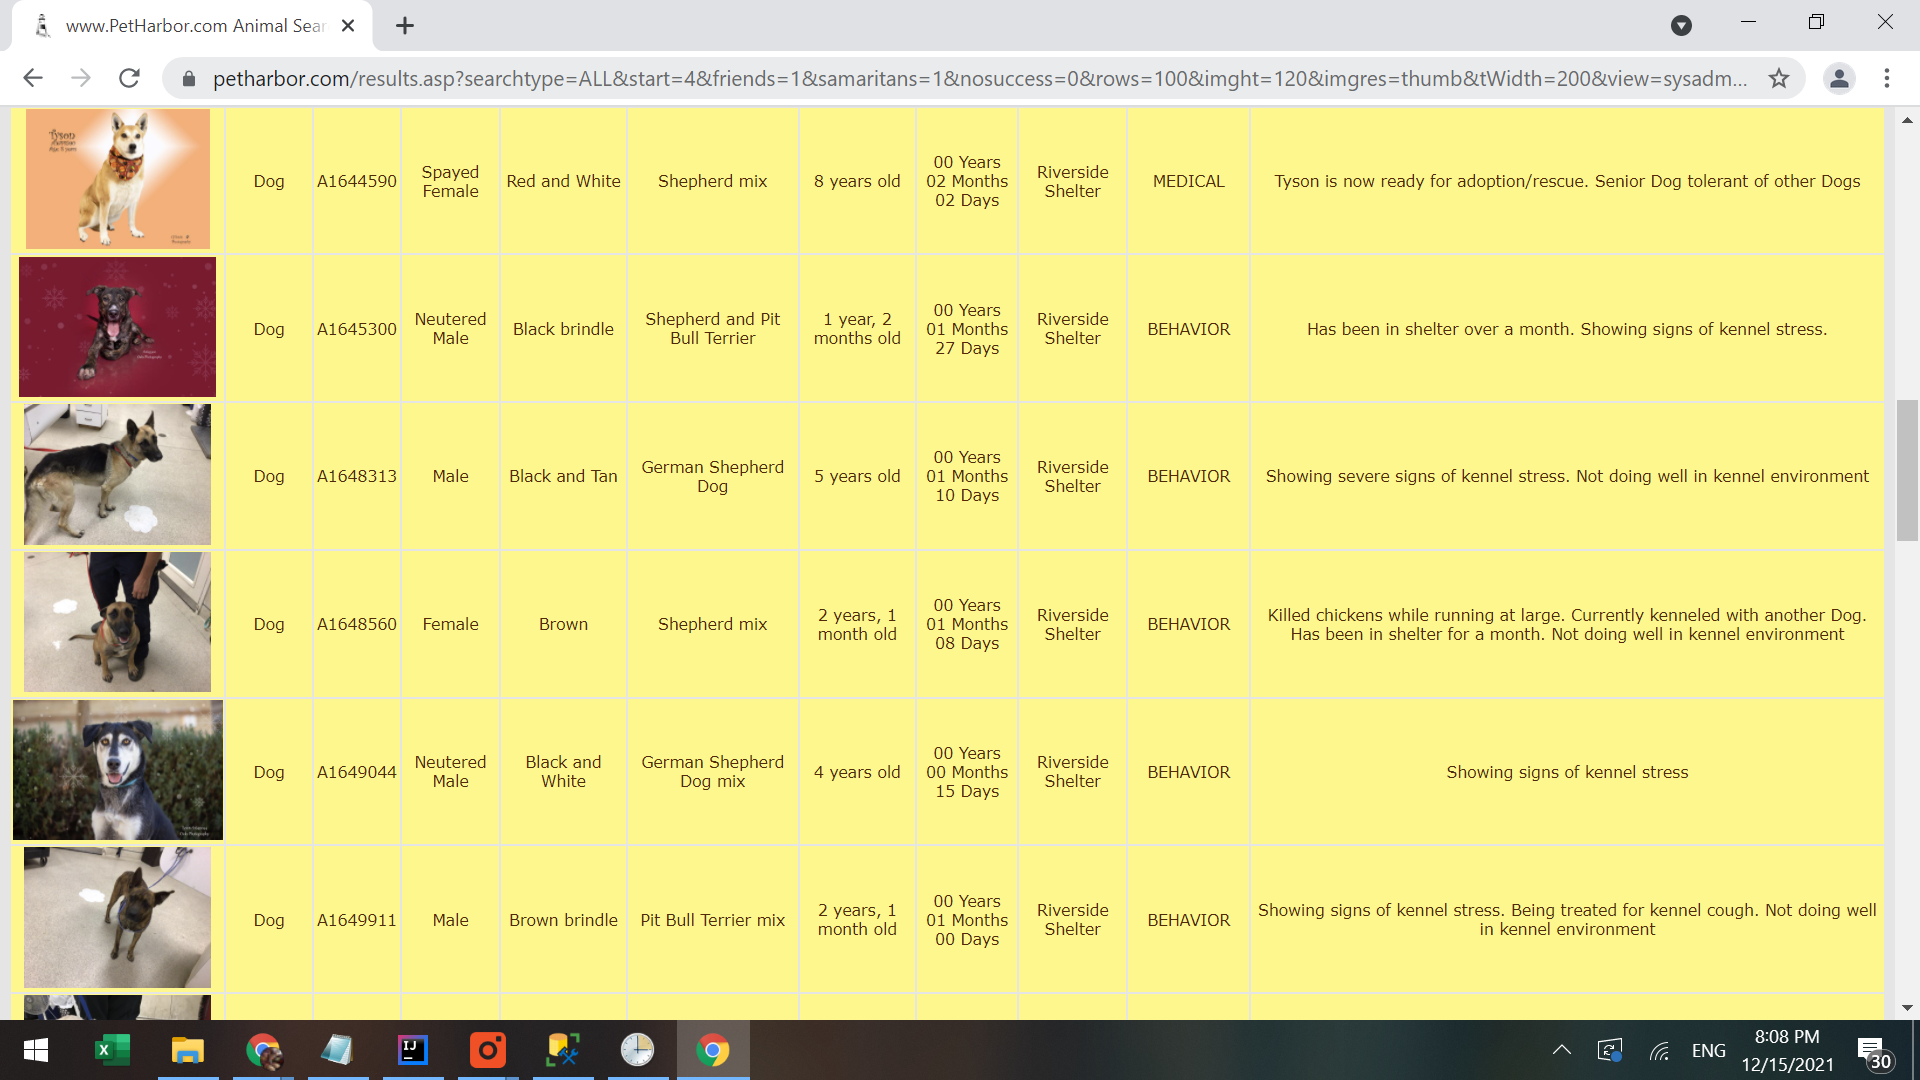 www.PetHarbor.com Animal Sear
petharbor.com/results.asp?searchtype=ALL&start=4&friends=1&samaritans=1&nosuccess=0&rows=100&imght=120&imgres=thumb&tWidth=200&view=sysadm...
Tyson
Dog
A1644590
Spayed
Female
Red and White
Shepherd mix
8 years old
00 Years
02 Months
02 Days
Riverside
Shelter
MEDICAL
Tyson is now ready for adoption/rescue. Senior Dog tolerant of other Dogs
Dog
A1645300
Neutered
Male
Black brindle
Shepherd and Pit
Bull Terrier
1 year, 2
months old
00 Years
01 Months
27 Days
Riverside
Shelter
BEHAVIOR
Has been in shelter over a month. Showing signs of kennel stress.
Dog
A1648313
Male
Black and Tan
German Shepherd
Dog
5 years old
00 Years
01 Months
10 Days
Riverside
Shelter
BEHAVIOR
Showing severe signs of kennel stress. Not doing well in kennel environment
Dog
A1648560
Female
Brown
Shepherd mix
2 years, 1
month old
00 Years
01 Months
08 Days
Riverside
Shelter
BEHAVIOR
Killed chickens while running at large. Currently kenneled with another Dog.
Has been in shelter for a month. Not doing well in kennel environment
Dog
A1649044
Neutered
Male
Black and
White
German Shepherd
Dog mix
4 years old
00 Years
00 Months
15 Days
Riverside
Shelter
BEHAVIOR
Showing signs of kennel stress
Dog
A1649911
Male
Brown brindle
Pit Bull Terrier mix
2 years, 1
month old
00 Years
01 Months
00 Days
Riverside
Shelter
BEHAVIOR
Showing signs of kennel stress. Being treated for kennel cough. Not doing well
in kennel environment
IJ
ENG
8:08 PM
12/15/2021
30